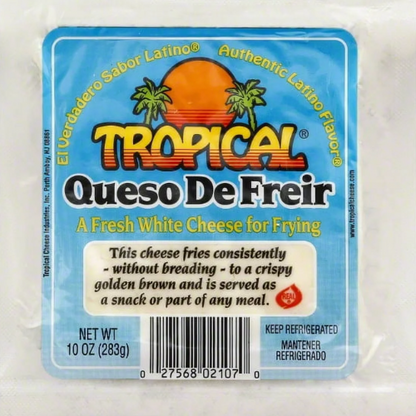 El Verdadero Sabor Latino®
Authentic Latino Flavor®
TROPICAL®
Queso De Freir
A Fresh White Cheese for Frying
This cheese fries consistently
- without breading - to a crispy
golden brown and is served as
a snack or part of any meal.
REAL
NET WT
10 OZ (283g)
KEEP REFRIGERATED
MANTENER
REFRIGERADO
0 27568 02107 0
Tropical Cheese Industries, Inc. Perth Amboy, NJ 08861
www.tropicalcheese.com